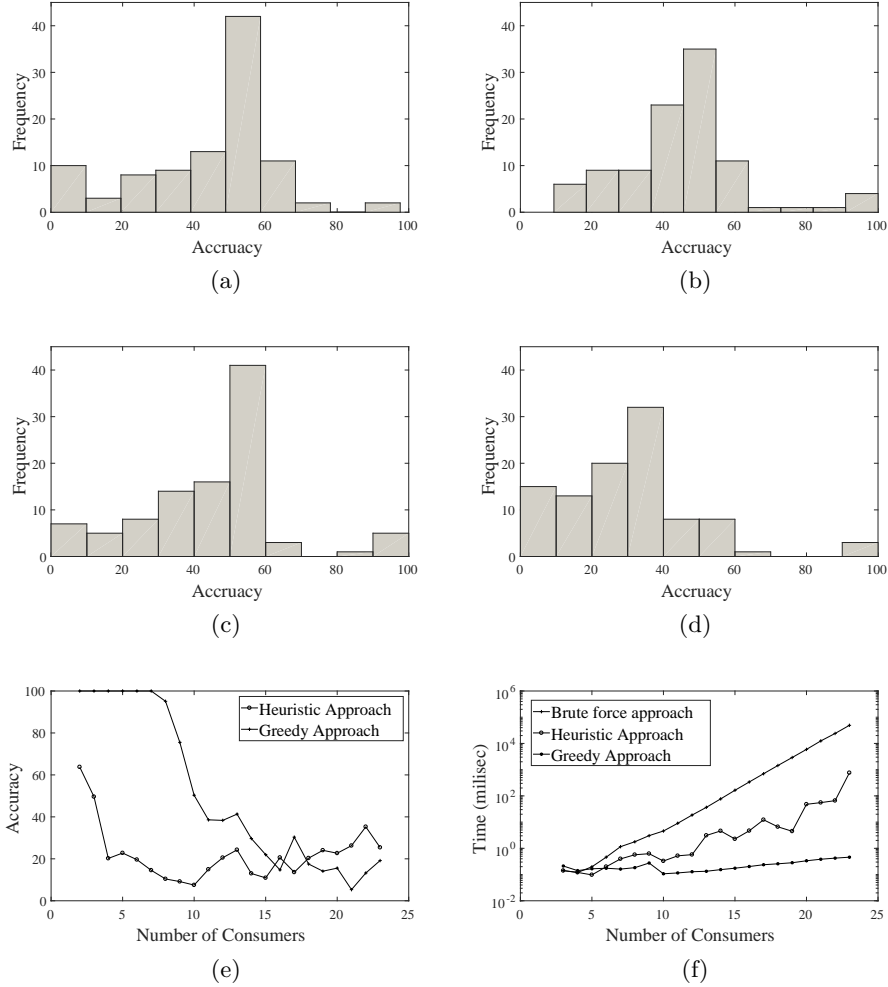 40
30
20
10
0
Frequency
0 20 40 60 80 100
Accruacy
(a)
40
30
20
10
0
Frequency
0 20 40 60 80 100
Accruacy
(b)
40
30
20
10
0
Frequency
0 20 40 60 80 100
Accruacy
(c)
40
30
20
10
0
Frequency
0 20 40 60 80 100
Accruacy
(d)
100
80
60
40
20
0
Accuracy
Heuristic Approach
Greedy Approach
0 5 10 15 20 25
Number of Consumers
(e)
10^6
10^4
10^2
10^0
10^-2
Time (milisec)
Brute force approach
Heuristic Approach
Greedy Approach
0 5 10 15 20 25
Number of Consumers
(f)